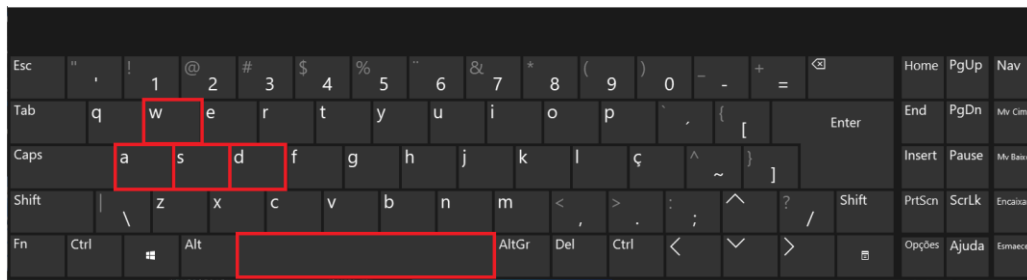 Esc " ' ! 1 @ 2 # 3 $ 4 % 5 ¨ 6 & 7 * 8 ( 9 ) 0 _ - + = Home PgUp Nav
Tab q w e r t y u i o p ` ´ { [ Enter End PgDn Mv Cim
Caps a s d f g h j k l ç ^ ~ } ] Insert Pause Mv Baix
Shift | \ z x c v b n m < , > . : ; ? / Shift PrtScn ScrLk Encaixa
Fn Ctrl Alt AltGr Del Ctrl Opções Ajuda Esmaece